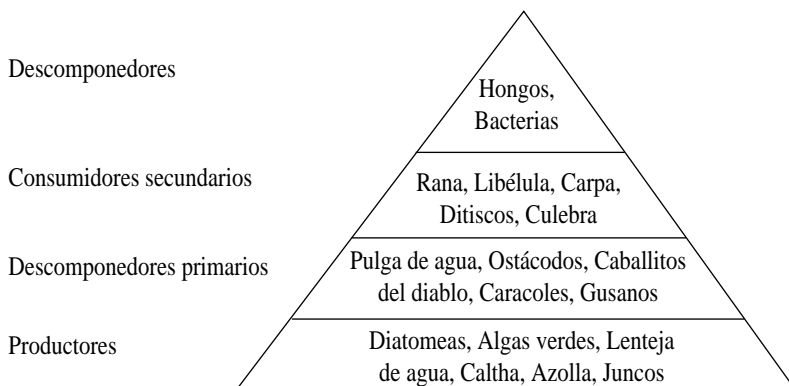 Descomponedores
Hongos,
Bacterias
Consumidores secundarios
Rana, Libélula, Carpa,
Ditiscos, Culebra
Descomponedores primarios
Pulga de agua, Ostácodos, Caballitos
del diablo, Caracoles, Gusanos
Productores
Diatomeas, Algas verdes, Lenteja
de agua, Caltha, Azolla, Juncos